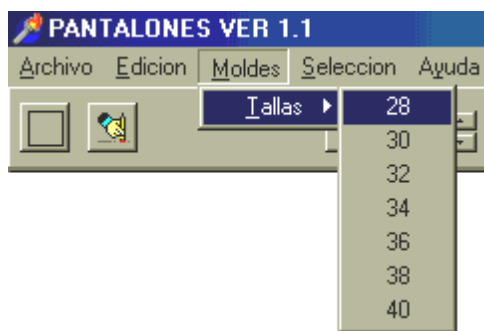 PANTALONES VER 1.1
Archivo Edicion Moldes Seleccion Ayuda
Tallas 28
30
32
34
36
38
40